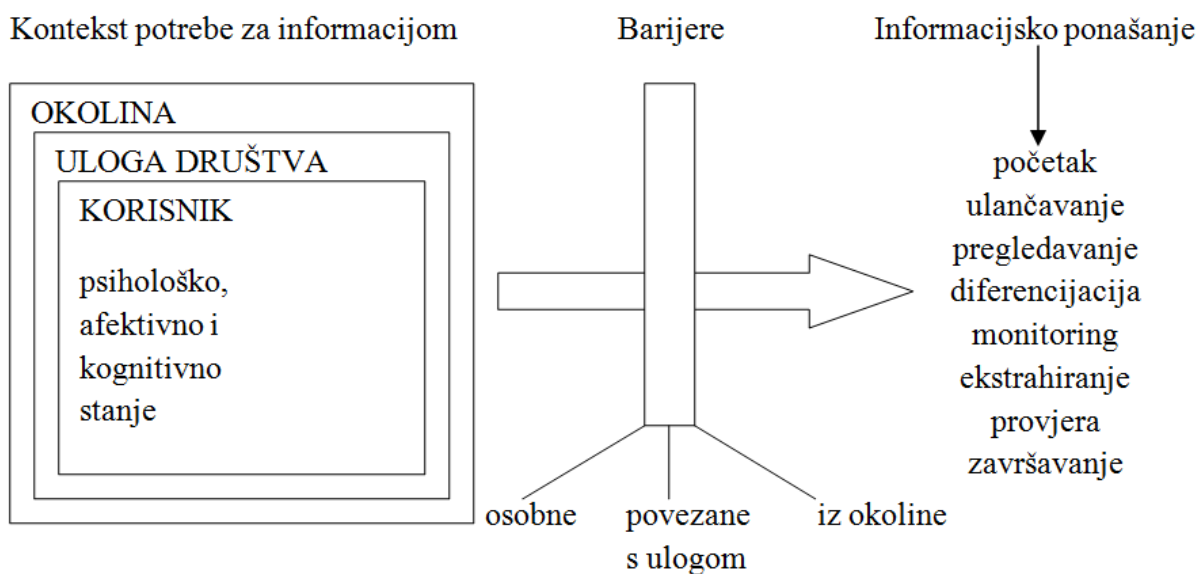 Kontekst potrebe za informacijom
Barijere
Informacijsko ponašanje
OKOLINA
ULOGA DRUŠTVA
KORISNIK
psihološko,
afektivno i
kognitivno
stanje
osobne
povezane
s ulogom
iz okoline
početak
ulančavanje
pregledavanje
diferencijacija
monitoring
ekstrahiranje
provjera
završavanje